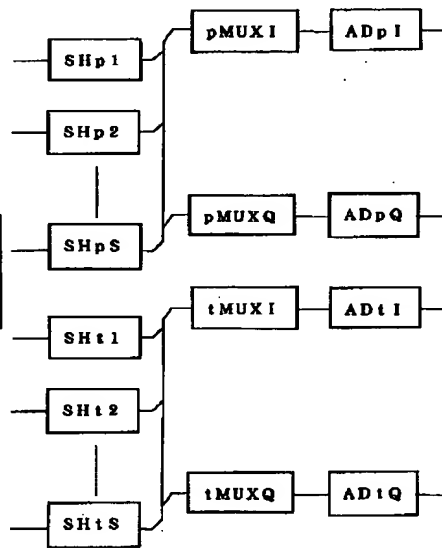 pMUXI
ADpI
SHp1
SHp2
SHpS
pMUXQ
ADpQ
tMUXI
ADtI
SHt1
SHt2
SHtS
tMUXQ
ADtQ